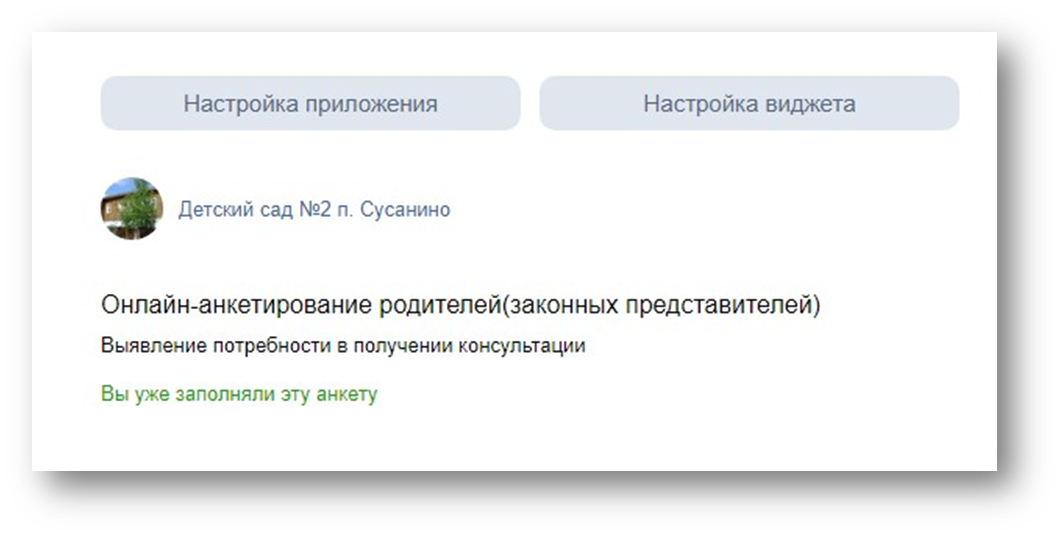 Настройка приложения
Настройка виджета
Детский сад №2 п. Сусанино
Онлайн-анкетирование родителей(законных представителей)
Выявление потребности в получении консультации
Вы уже заполняли эту анкету